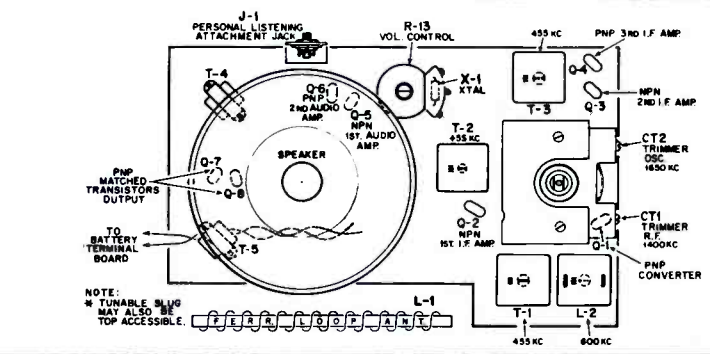 J-1
PERSONAL LISTENING
ATTACHMENT JACK
R-13
VOL. CONTROL
455 KC
PNP 3RD I.F. AMP.
T-4
Q-6
PNP
2ND AUDIO
AMP.
Q-5
NPN
1ST. AUDIO
AMP.
X-1
XTAL
Q-4
Q-3
NPN
2ND I.F. AMP.
T-3
T-2
455 KC
SPEAKER
CT2
TRIMMER
OSC.
1650 KC
Q-7
PNP
MATCHED
TRANSISTORS
OUTPUT
Q-8
Q-2
NPN
1ST. I.F. AMP.
CT1
TRIMMER
R.F.
1400 KC
Q-1
PNP
CONVERTER
TO
BATTERY
TERMINAL
BOARD
T-5
NOTE:
* TUNABLE SLUG
MAY ALSO BE
TOP ACCESSIBLE.
L-1
FERR. LOOP ANT.
T-1
455 KC
L-2
600 KC